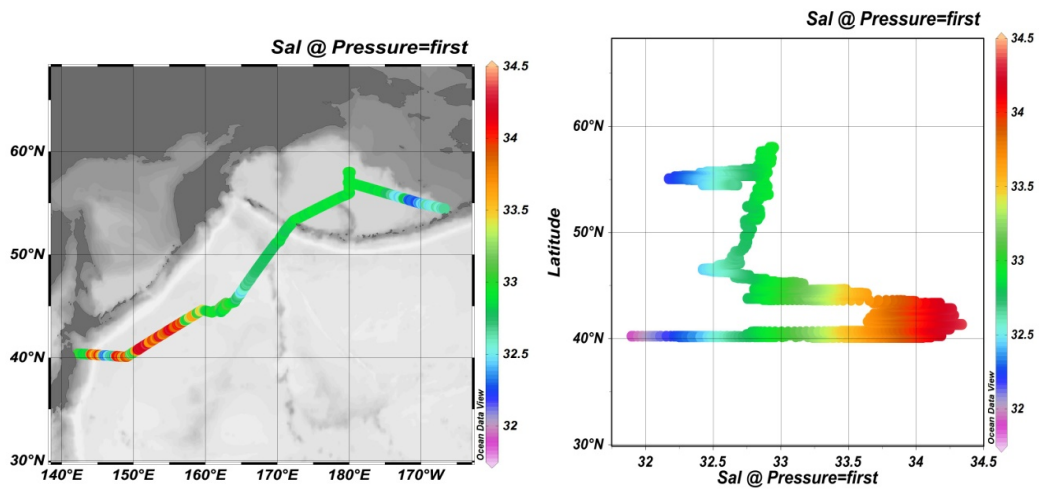 Sal @ Pressure=first
60°N
50°N
40°N
30°N
140°E
150°E
160°E
170°E
180°E
170°W
34.5
34
33.5
33
32.5
32
Ocean Data View
Sal @ Pressure=first
Latitude
60°N
50°N
40°N
30°N
32
32.5
33
33.5
34
34.5
Sal @ Pressure=first
34.5
34
33.5
33
32.5
32
Ocean Data View